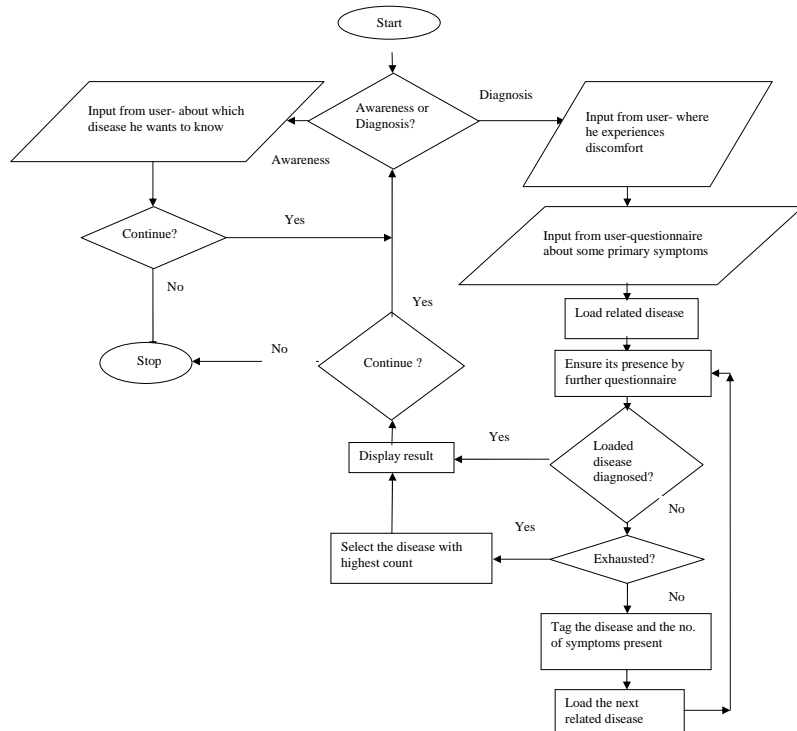 Start
Awareness or
Diagnosis?
Diagnosis
Awareness
Input from user- about which
disease he wants to know
Input from user- where
he experiences
discomfort
Continue?
Yes
No
Input from user-questionnaire
about some primary symptoms
Yes
Load related disease
Stop
No
Continue ?
Ensure its presence by
further questionnaire
Display result
Yes
Loaded
disease
diagnosed?
No
Select the disease with
highest count
Yes
Exhausted?
No
Tag the disease and the no.
of symptoms present
Load the next
related disease